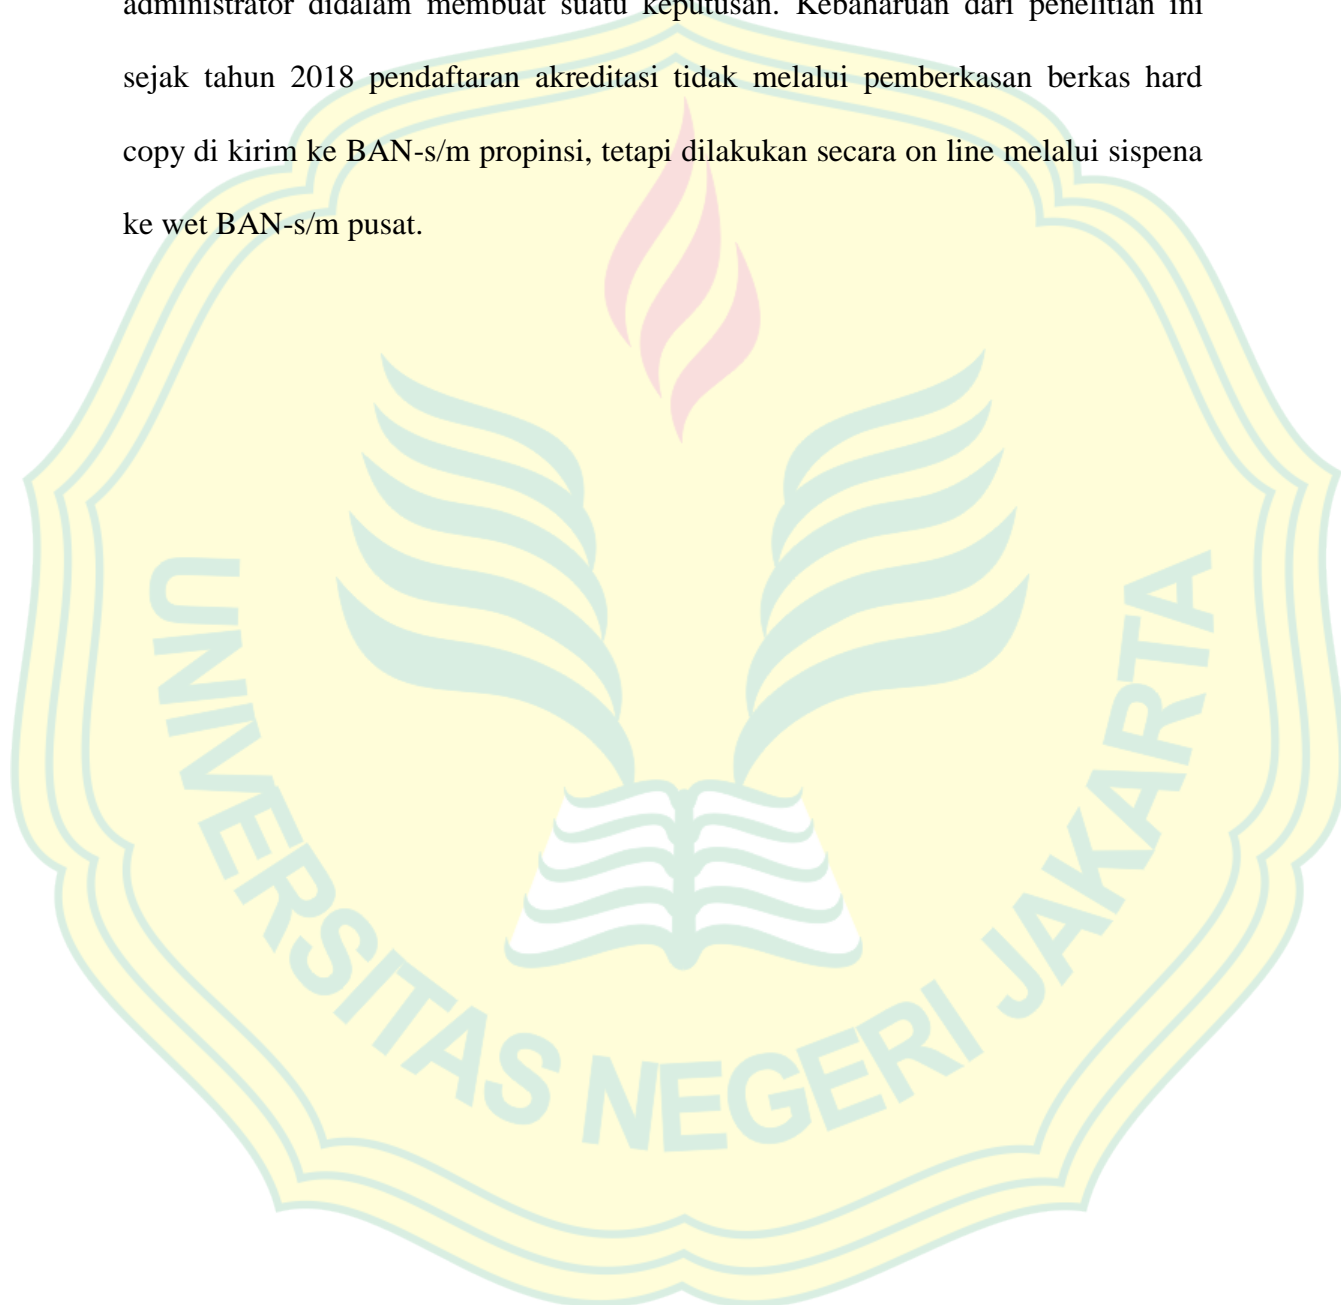 administrator didalam membuat suatu keputusan. Kebaharuan dari penelitian ini
sejak tahun 2018 pendaftaran akreditasi tidak melalui pemberkasan berkas hard
copy di kirim ke BAN-s/m propinsi, tetapi dilakukan secara on line melalui sispena
ke wet BAN-s/m pusat.
UNIVERSITAS NEGERI JAKARTA